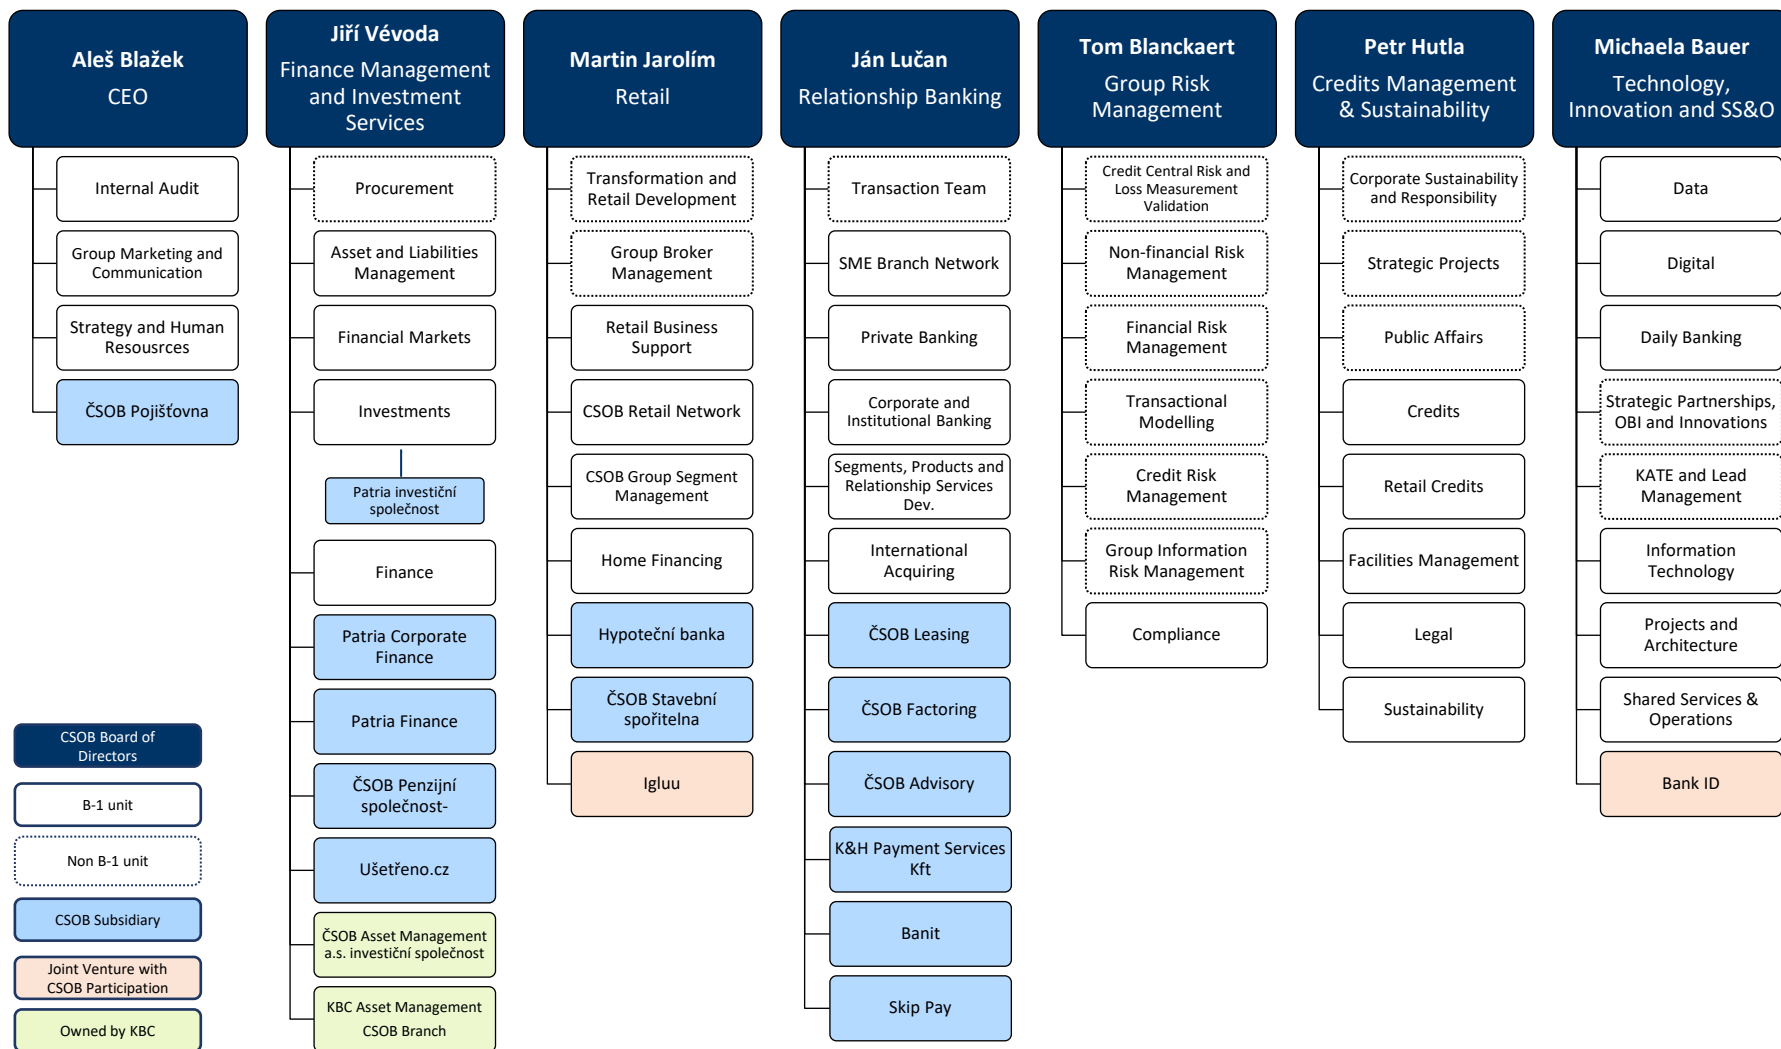 Aleš Blažek
CEO
Internal Audit
Group Marketing and
Communication
Strategy and Human
Resousrces
ČSOB Pojišťovna
Jiří Vévoda
Finance Management
and Investment
Services
Procurement
Asset and Liabilities
Management
Financial Markets
Investments
Patria investiční
společnost
Finance
Patria Corporate
Finance
Patria Finance
ČSOB Penzijní
společnost-
Ušetřeno.cz
ČSOB Asset Management
a.s. investiční společnost
KBC Asset Management
CSOB Branch
Martin Jarolím
Retail
Transformation and
Retail Development
Group Broker
Management
Retail Business
Support
CSOB Retail Network
CSOB Group Segment
Management
Home Financing
Hypoteční banka
ČSOB Stavební
spořitelna
Igluu
Ján Lučan
Relationship Banking
Transaction Team
SME Branch Network
Private Banking
Corporate and
Institutional Banking
Segments, Products and
Relationship Services
Dev.
International
Acquiring
ČSOB Leasing
ČSOB Factoring
ČSOB Advisory
K&H Payment Services
Kft
Banit
Skip Pay
Tom Blanckaert
Group Risk
Management
Credit Central Risk and
Loss Measurement
Validation
Non-financial Risk
Management
Financial Risk
Management
Transactional
Modelling
Credit Risk
Management
Group Information
Risk Management
Compliance
Petr Hutla
Credits Management
& Sustainability
Corporate Sustainability
and Responsibility
Strategic Projects
Public Affairs
Credits
Retail Credits
Facilities Management
Legal
Sustainability
Michaela Bauer
Technology,
Innovation and SS&O
Data
Digital
Daily Banking
Strategic Partnerships,
OBI and Innovations
KATE and Lead
Management
Information
Technology
Projects and
Architecture
Shared Services &
Operations
Bank ID
CSOB Board of
Directors
B-1 unit
Non B-1 unit
CSOB Subsidiary
Joint Venture with
CSOB Participation
Owned by KBC